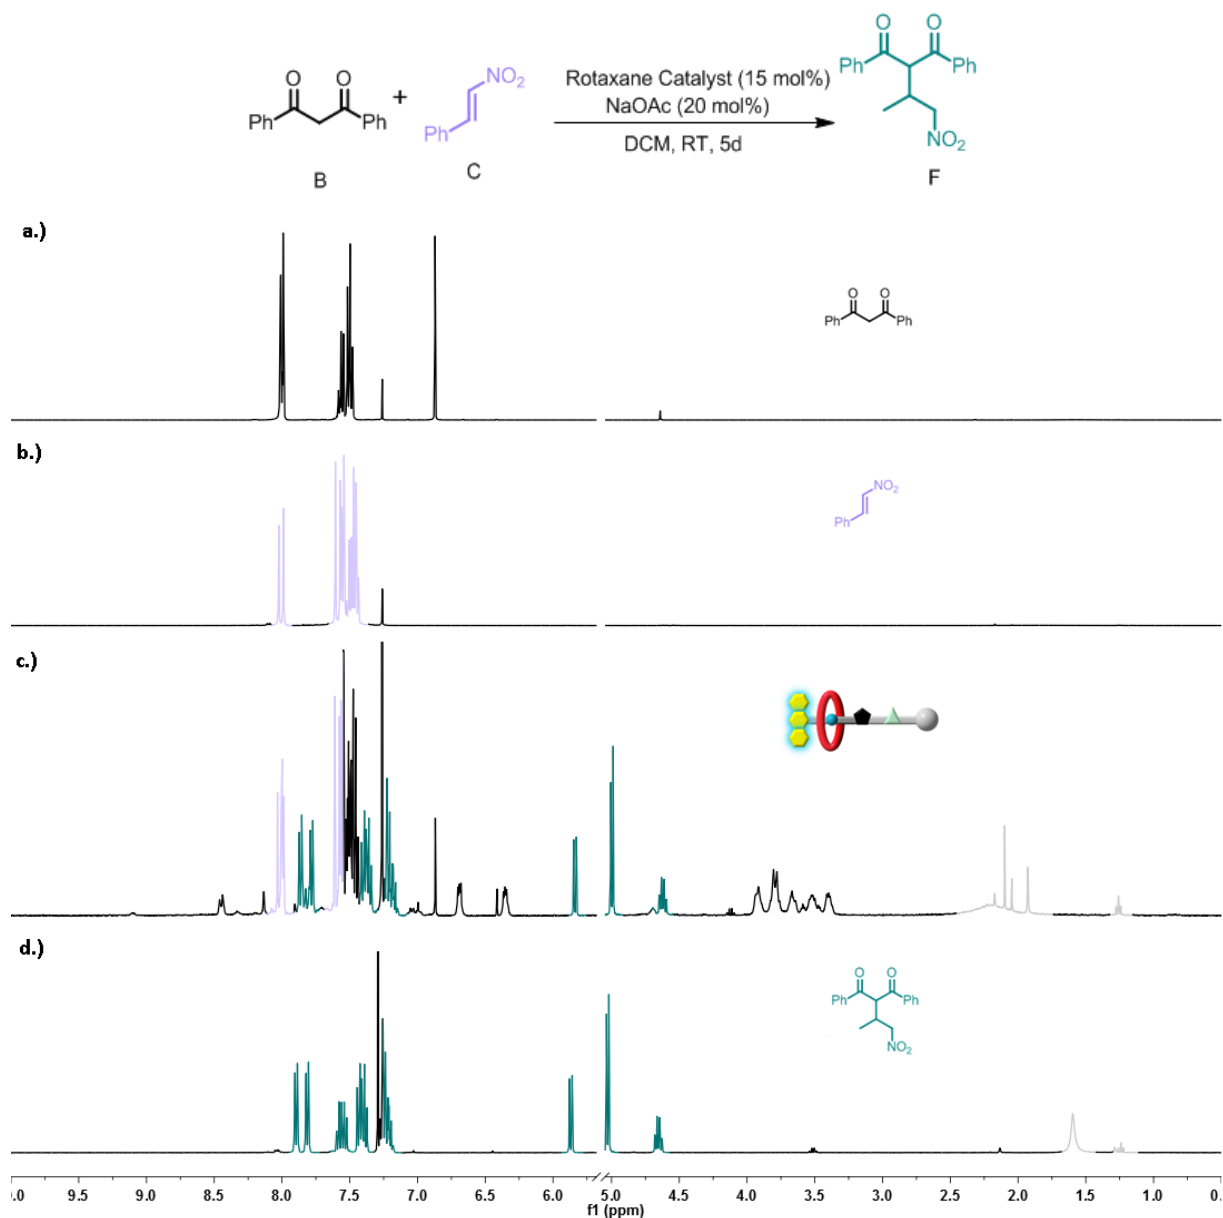 O O
Ph Ph
B
+
NO2
Ph
C
Rotaxane Catalyst (15 mol%)
NaOAc (20 mol%)
DCM, RT, 5d
O O
Ph Ph
NO2
F
a.)
O O
Ph Ph
b.)
NO2
Ph
c.)
d.)
O O
Ph Ph
NO2
.0 9.5 9.0 8.5 8.0 7.5 7.0 6.5 6.0 5.0 4.5 4.0 3.5 3.0 2.5 2.0 1.5 1.0 0.
f1 (ppm)